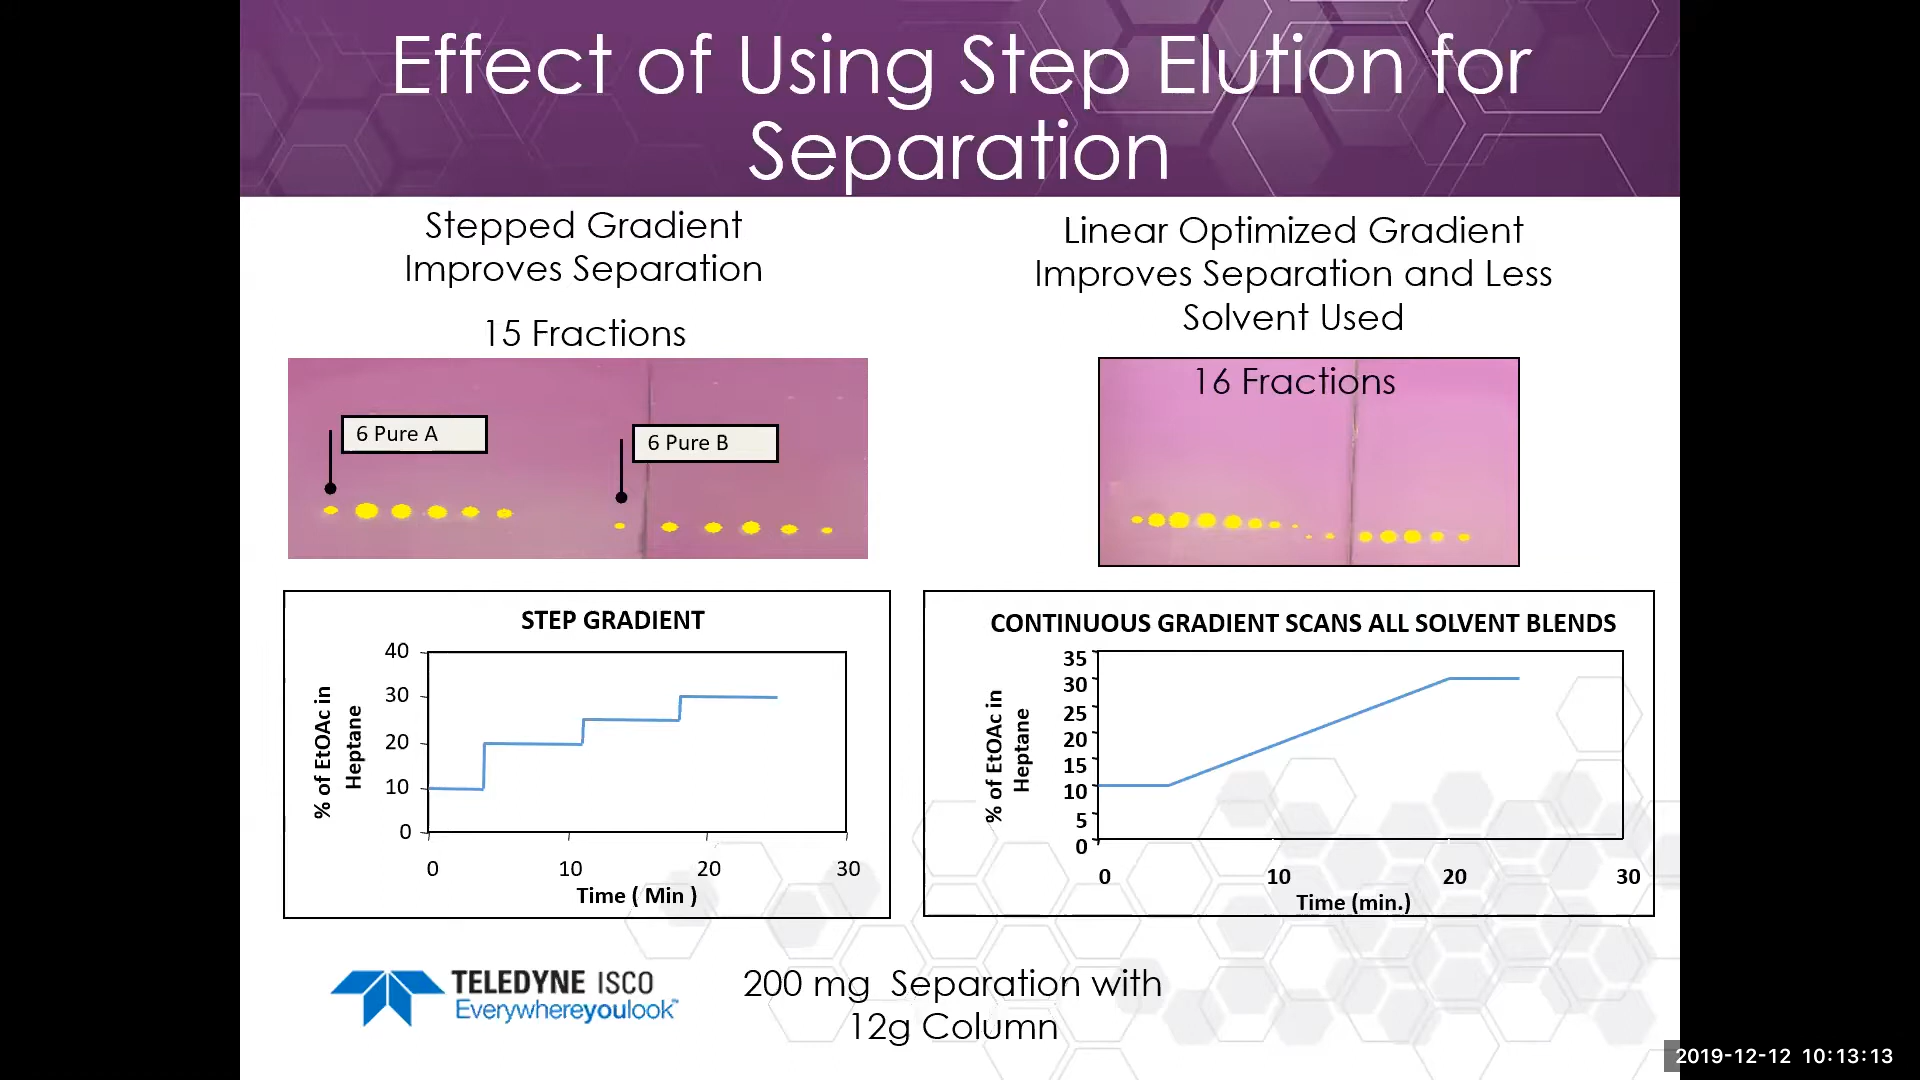 Effect of Using Step Elution for
Separation
Stepped Gradient
Improves Separation
15 Fractions
6 Pure A
6 Pure B
Linear Optimized Gradient
Improves Separation and Less
Solvent Used
16 Fractions
STEP GRADIENT
% of EtOAc in
Heptane
40
30
20
10
0
0 10 20 30
Time ( Min )
CONTINUOUS GRADIENT SCANS ALL SOLVENT BLENDS
% of EtOAc in
Heptane
35
30
25
20
15
10
5
0
0 10 20 30
Time (min.)
TELEDYNE ISCO
Everywhereyoulook™
200 mg Separation with
12g Column
2019-12-12 10:13:13